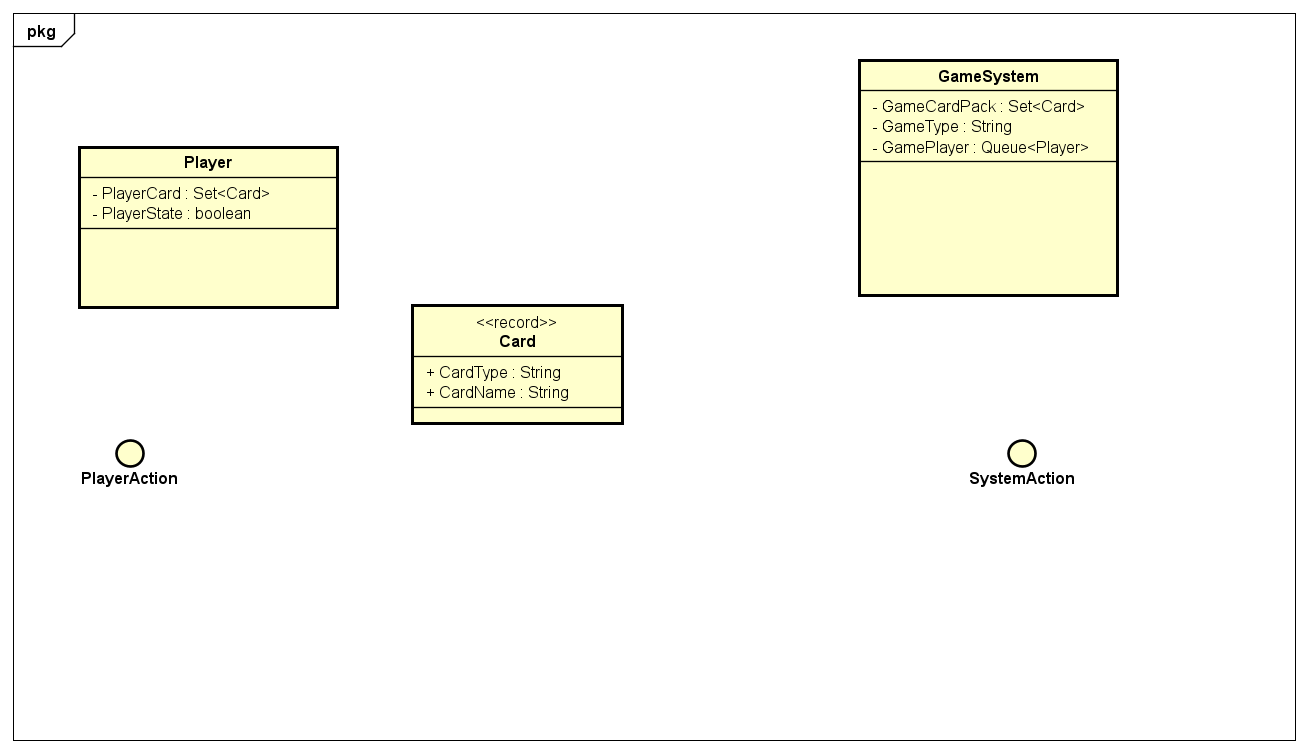 pkg
GameSystem
- GameCardPack : Set<Card>
- GameType : String
- GamePlayer : Queue<Player>
Player
- PlayerCard : Set<Card>
- PlayerState : boolean
<<record>>
Card
+ CardType : String
+ CardName : String
PlayerAction
SystemAction